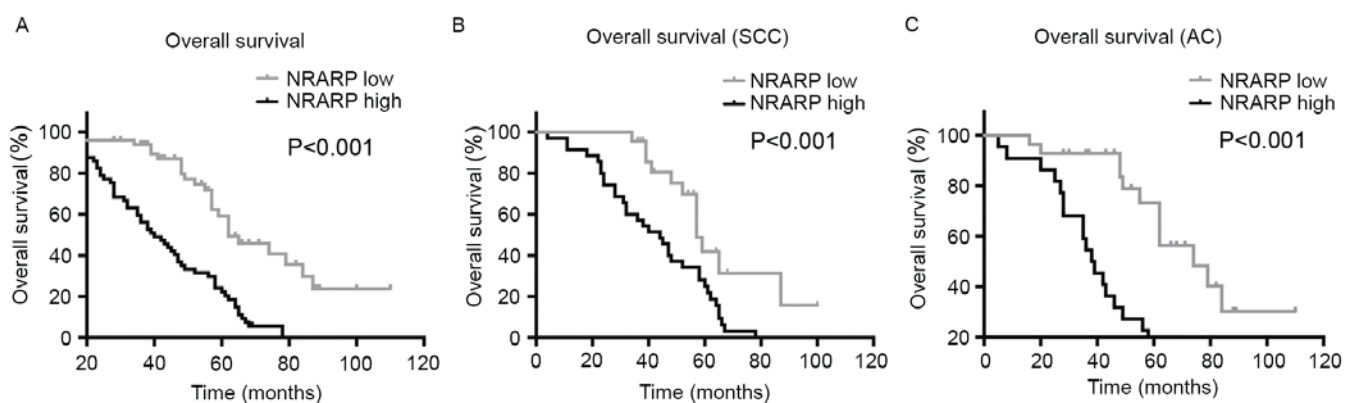 A
Overall survival
NRARP low
NRARP high
P<0.001
Overall survival (%)
100
80
60
40
20
0
20 40 60 80 100 120
Time (months)
B
Overall survival (SCC)
NRARP low
NRARP high
P<0.001
Overall survival (%)
100
80
60
40
20
0
0 20 40 60 80 100 120
Time (months)
C
Overall survival (AC)
NRARP low
NRARP high
P<0.001
Overall survival (%)
100
80
60
40
20
0 20 40 60 80 100 120
Time (months)